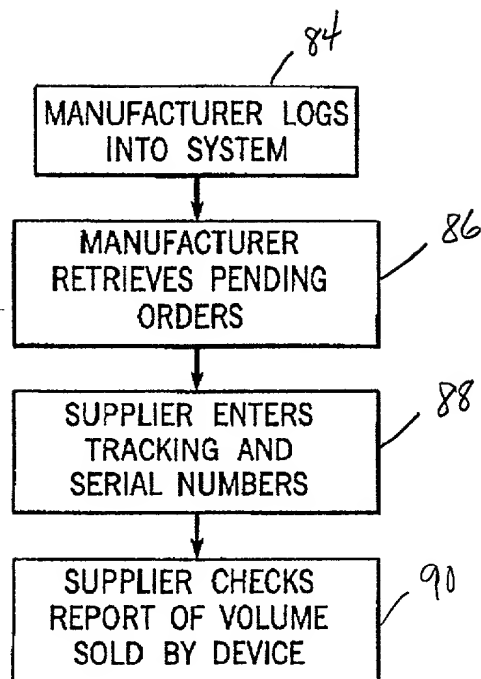 84
MANUFACTURER LOGS
INTO SYSTEM
86
MANUFACTURER
RETRIEVES PENDING
ORDERS
88
SUPPLIER ENTERS
TRACKING AND
SERIAL NUMBERS
90
SUPPLIER CHECKS
REPORT OF VOLUME
SOLD BY DEVICE